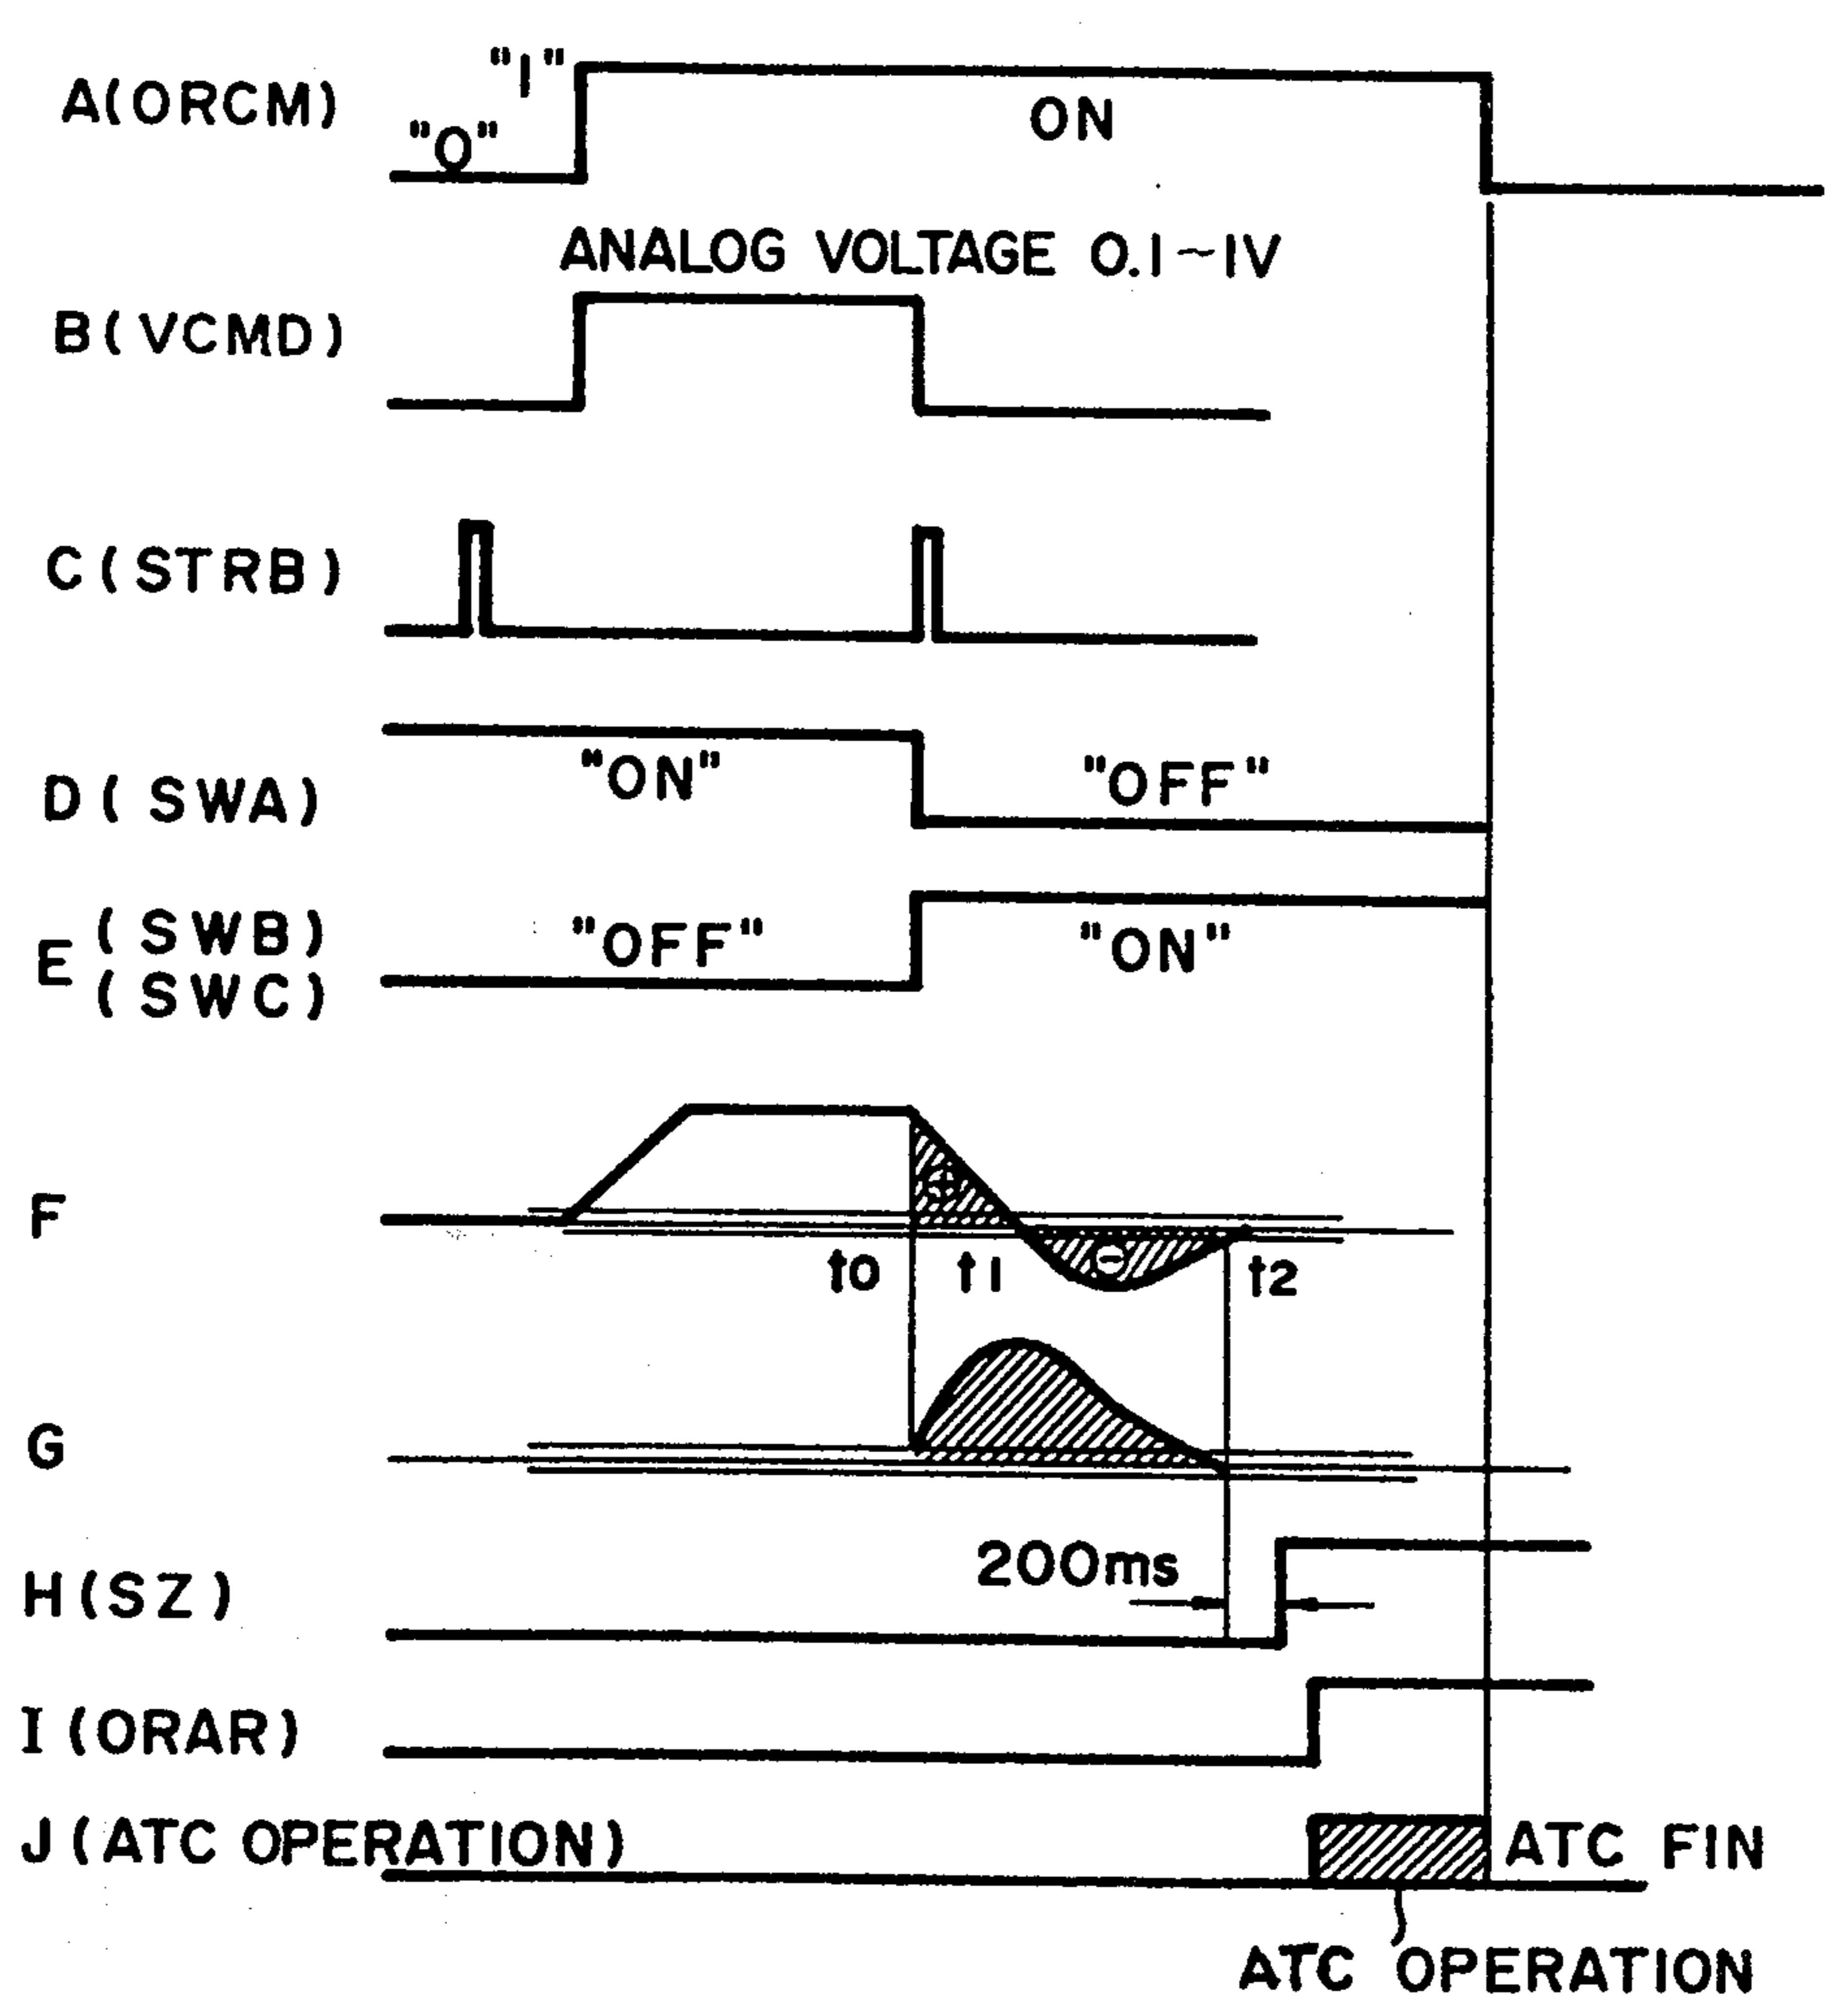 "1"
A(ORCM)
"0"
ON
ANALOG VOLTAGE 0.1~1V
B(VCMD)
C(STRB)
"ON"
"OFF"
D(SWA)
E (SWB)
(SWC)
"OFF"
"ON"
+
F
-
t0 t1 t2
G
200ms
H(SZ)
I(ORAR)
J(ATC OPERATION)
ATC FIN
ATC OPERATION